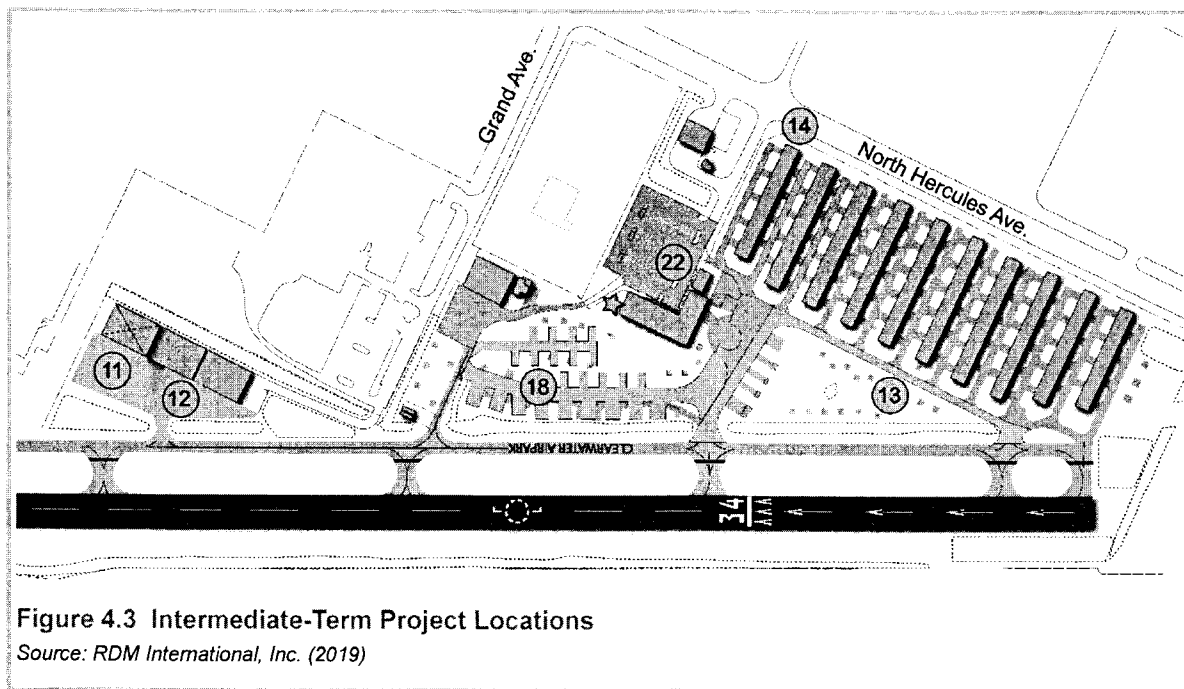 Grand Ave.
14
North Hercules Ave.
22
11
12
18
13
CLEARWATER AIRPARK
34
Figure 4.3 Intermediate-Term Project Locations
Source: RDM International, Inc. (2019)